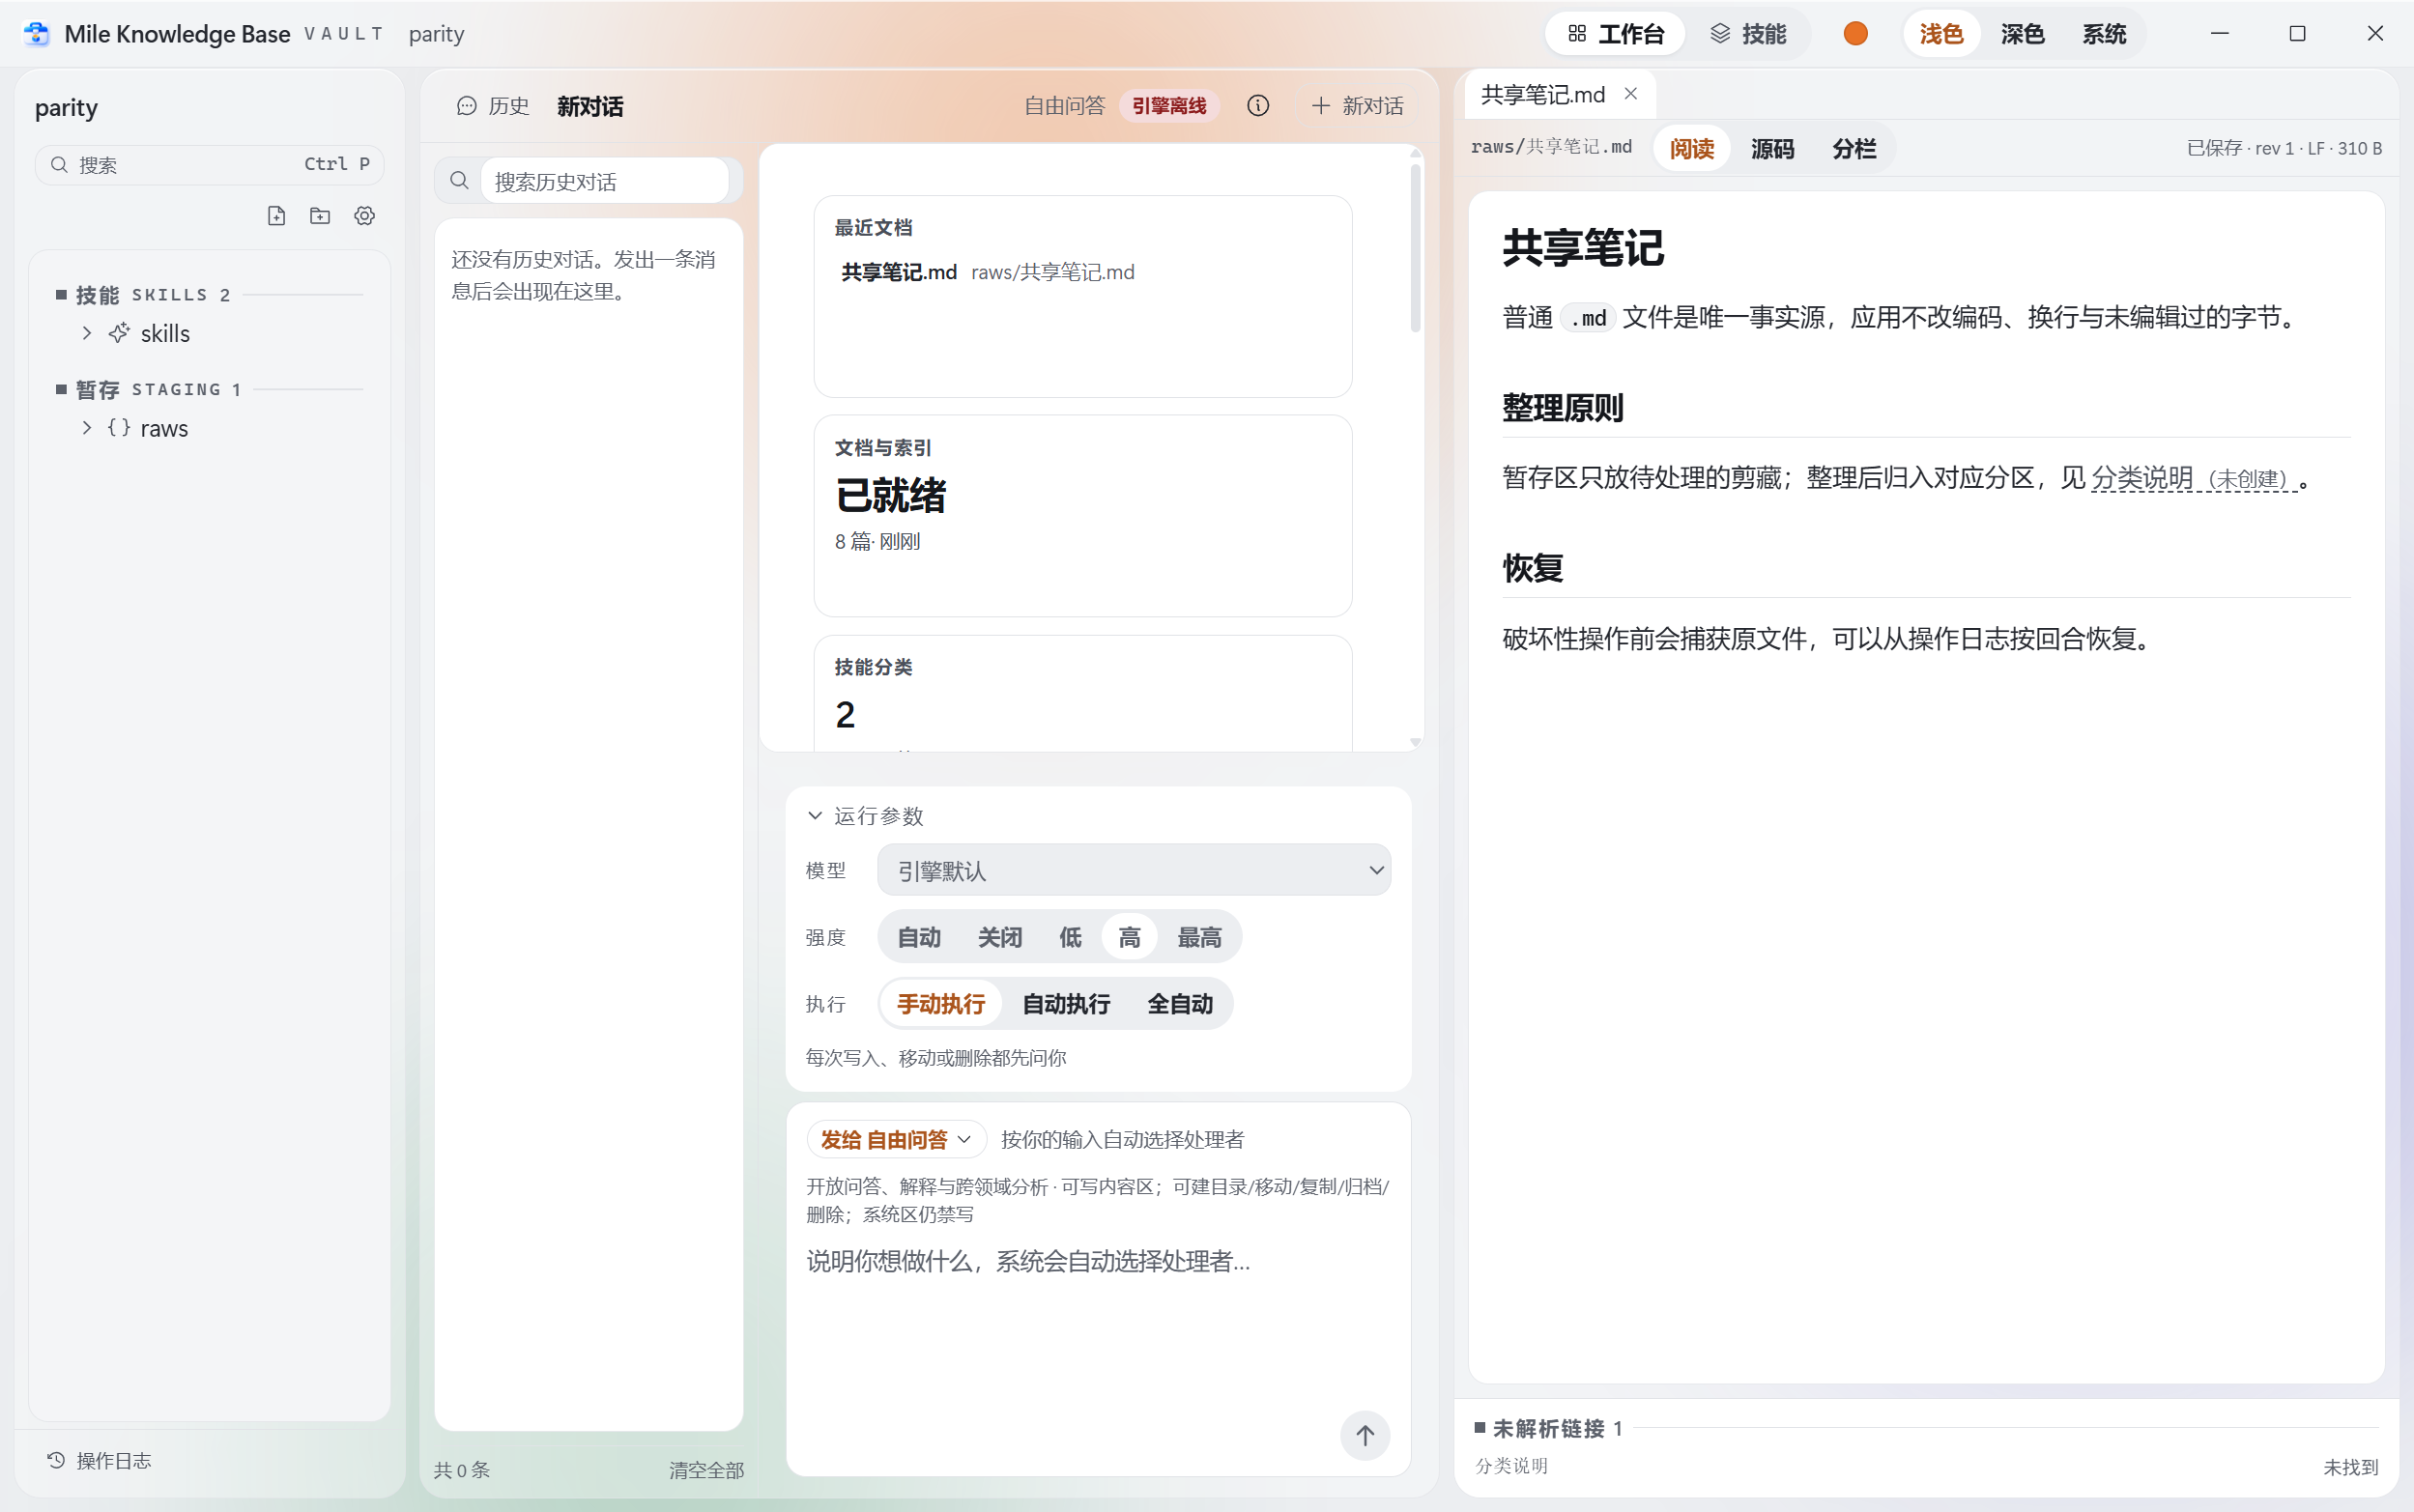 Mile Knowledge Base VAULT parity
工作台 技能 浅色 深色 系统
parity
搜索 Ctrl P
技能 SKILLS 2
skills
暂存 STAGING 1
{} raws
操作日志
历史 新对话 自由问答 引擎离线 新对话
搜索历史对话
还没有历史对话。发出一条消
息后会出现在这里。
共 0 条 清空全部
最近文档
共享笔记.md raws/共享笔记.md
文档与索引
已就绪
8 篇· 刚刚
技能分类
2
运行参数
模型 引擎默认
强度 自动 关闭 低 高 最高
执行 手动执行 自动执行 全自动
每次写入、移动或删除都先问你
发给 自由问答 按你的输入自动选择处理者
开放问答、解释与跨领域分析 · 可写内容区；可建目录/移动/复制/归档/
删除；系统区仍禁写
说明你想做什么，系统会自动选择处理者...
共享笔记.md
raws/共享笔记.md 阅读 源码 分栏 已保存 · rev 1 · LF · 310 B
共享笔记
普通 .md 文件是唯一事实源，应用不改编码、换行与未编辑过的字节。
整理原则
暂存区只放待处理的剪藏；整理后归入对应分区，见 分类说明（未创建）。
恢复
破坏性操作前会捕获原文件，可以从操作日志按回合恢复。
未解析链接 1
分类说明 未找到